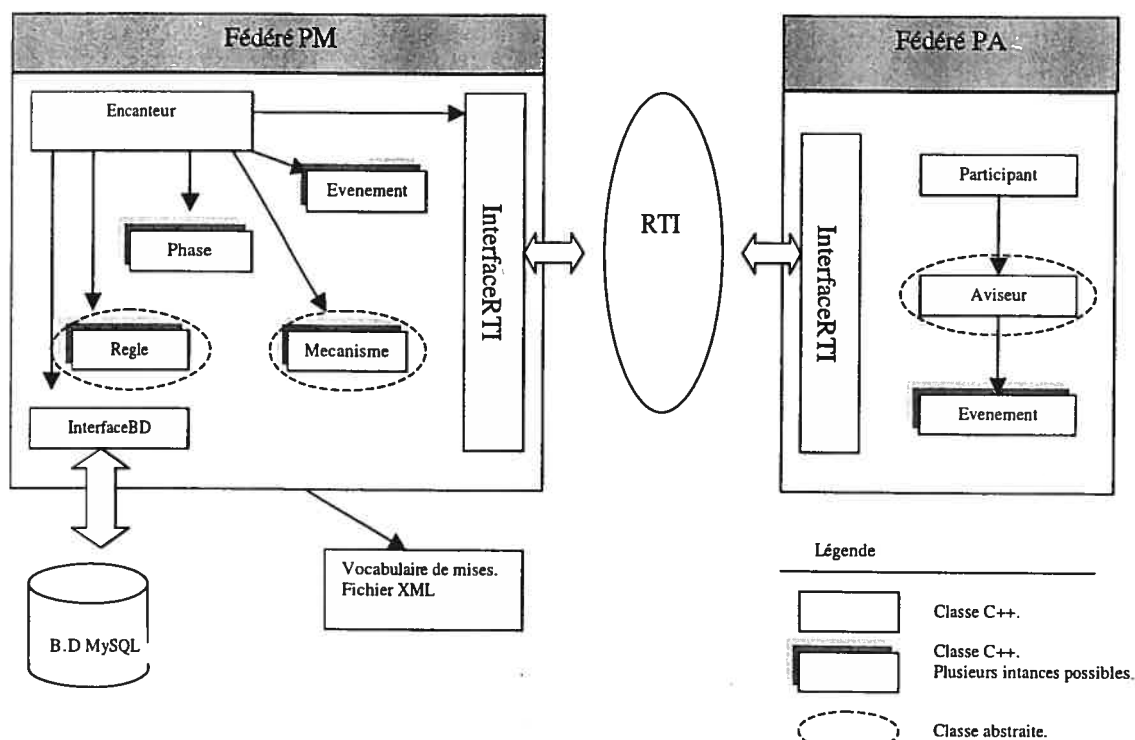 Fédéré PM
Encanteur
Evenement
Phase
Regle
Mecanisme
InterfaceBD
InterfaceRTI
RTI
Fédéré PA
InterfaceRTI
Participant
Aviseur
Evenement
B.D MySQL
Vocabulaire de mises.
Fichier XML
Légende
Classe C++.
Classe C++.
Plusieurs intances possibles.
Classe abstraite.